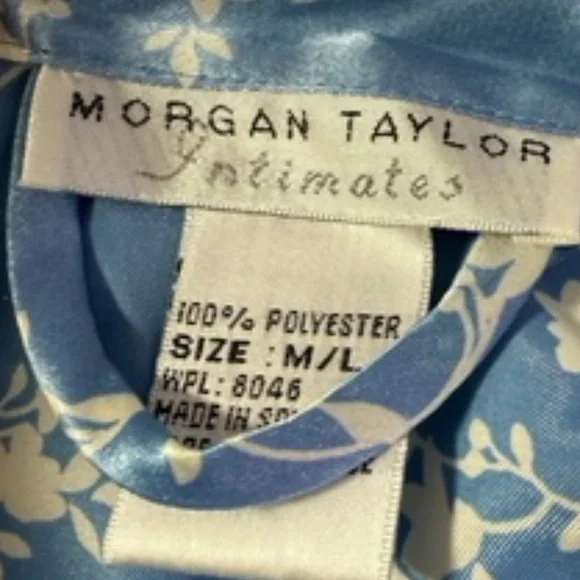 MORGAN TAYLOR
Intimates
100% POLYESTER
SIZE : M/L
WPL: 8046
MADE IN